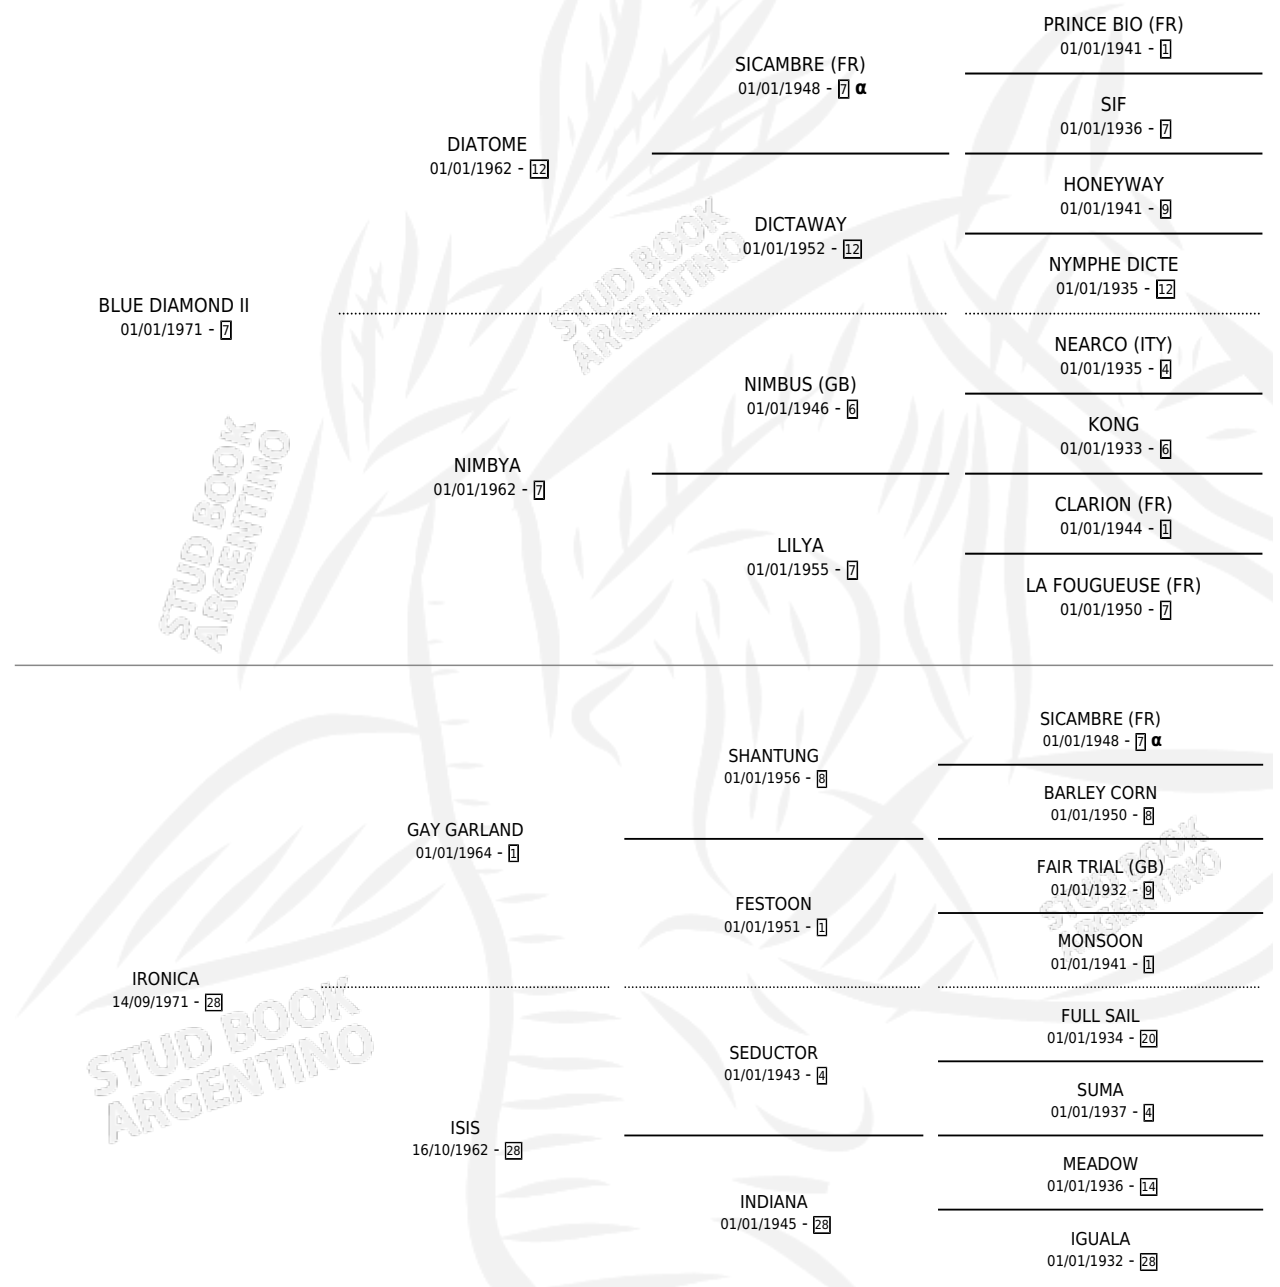 PRINCE BIO (FR)
01/01/1941 - 1
SICAMBRE (FR)
01/01/1948 - 7 α
SIF
01/01/1936 - 7
DIATOME
01/01/1962 - 12
HONEYWAY
01/01/1941 - 9
DICTAWAY
01/01/1952 - 12
NYMPHE DICTE
01/01/1935 - 12
BLUE DIAMOND II
01/01/1971 - 7
NEARCO (ITY)
01/01/1935 - 4
NIMBUS (GB)
01/01/1946 - 6
KONG
01/01/1933 - 6
NIMBYA
01/01/1962 - 7
CLARION (FR)
01/01/1944 - 1
LILYA
01/01/1955 - 7
LA FOUGUEUSE (FR)
01/01/1950 - 7
SICAMBRE (FR)
01/01/1948 - 7 α
SHANTUNG
01/01/1956 - 8
BARLEY CORN
01/01/1950 - 8
GAY GARLAND
01/01/1964 - 1
FAIR TRIAL (GB)
01/01/1932 - 9
FESTOON
01/01/1951 - 1
MONSOON
01/01/1941 - 1
IRONICA
14/09/1971 - 28
FULL SAIL
01/01/1934 - 20
SEDUCTOR
01/01/1943 - 4
SUMA
01/01/1937 - 4
ISIS
16/10/1962 - 28
MEADOW
01/01/1936 - 14
INDIANA
01/01/1945 - 28
IGUALA
01/01/1932 - 28
STUD BOOK
ARGENTINO
STUD BOOK
ARGENTINO
STUD BOOK
ARGENTINO
STUD BOOK
ARGENTINO